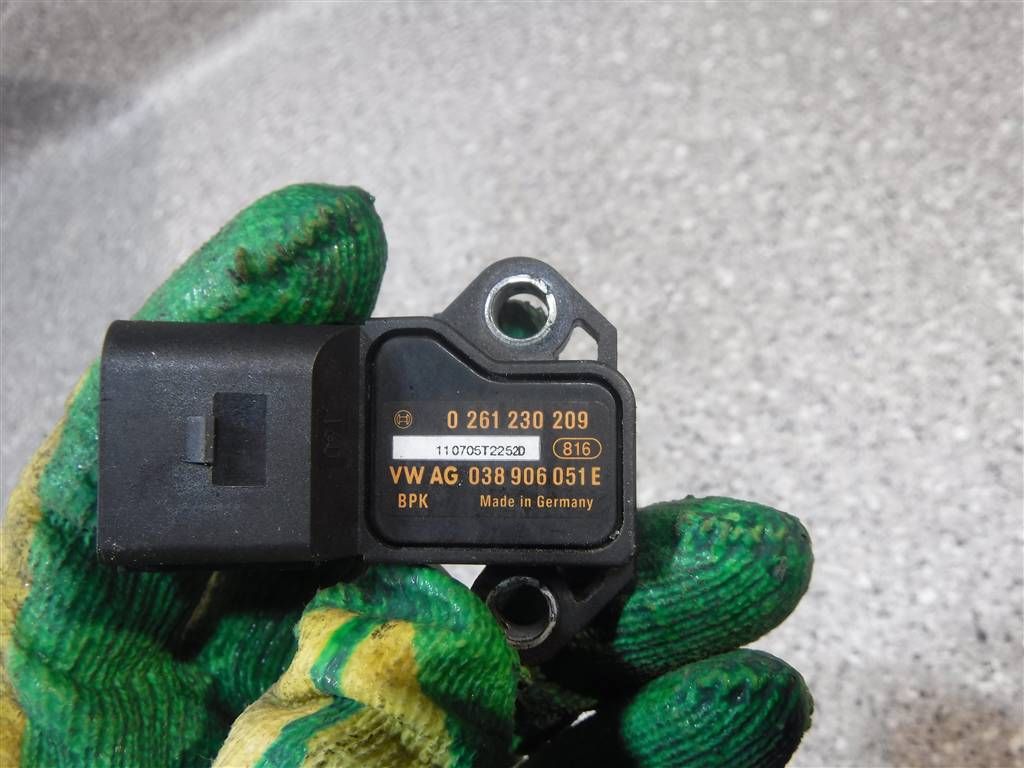 0 261 230 209
110705T2252D 816
VW AG 038 906 051 E
BPK Made in Germany